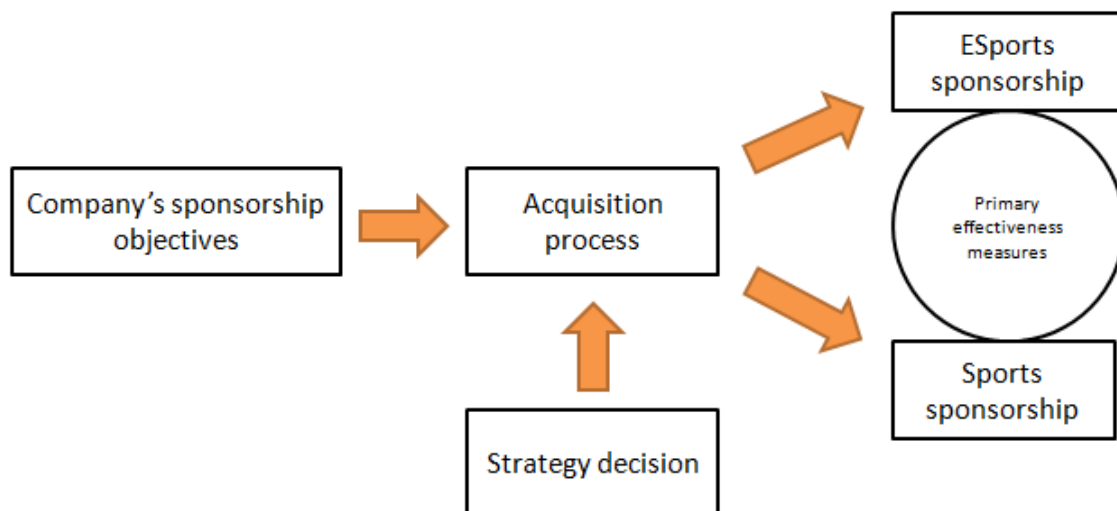 ESports
sponsorship
Company’s sponsorship
objectives
Acquisition
process
Primary
effectiveness
measures
Sports
sponsorship
Strategy decision